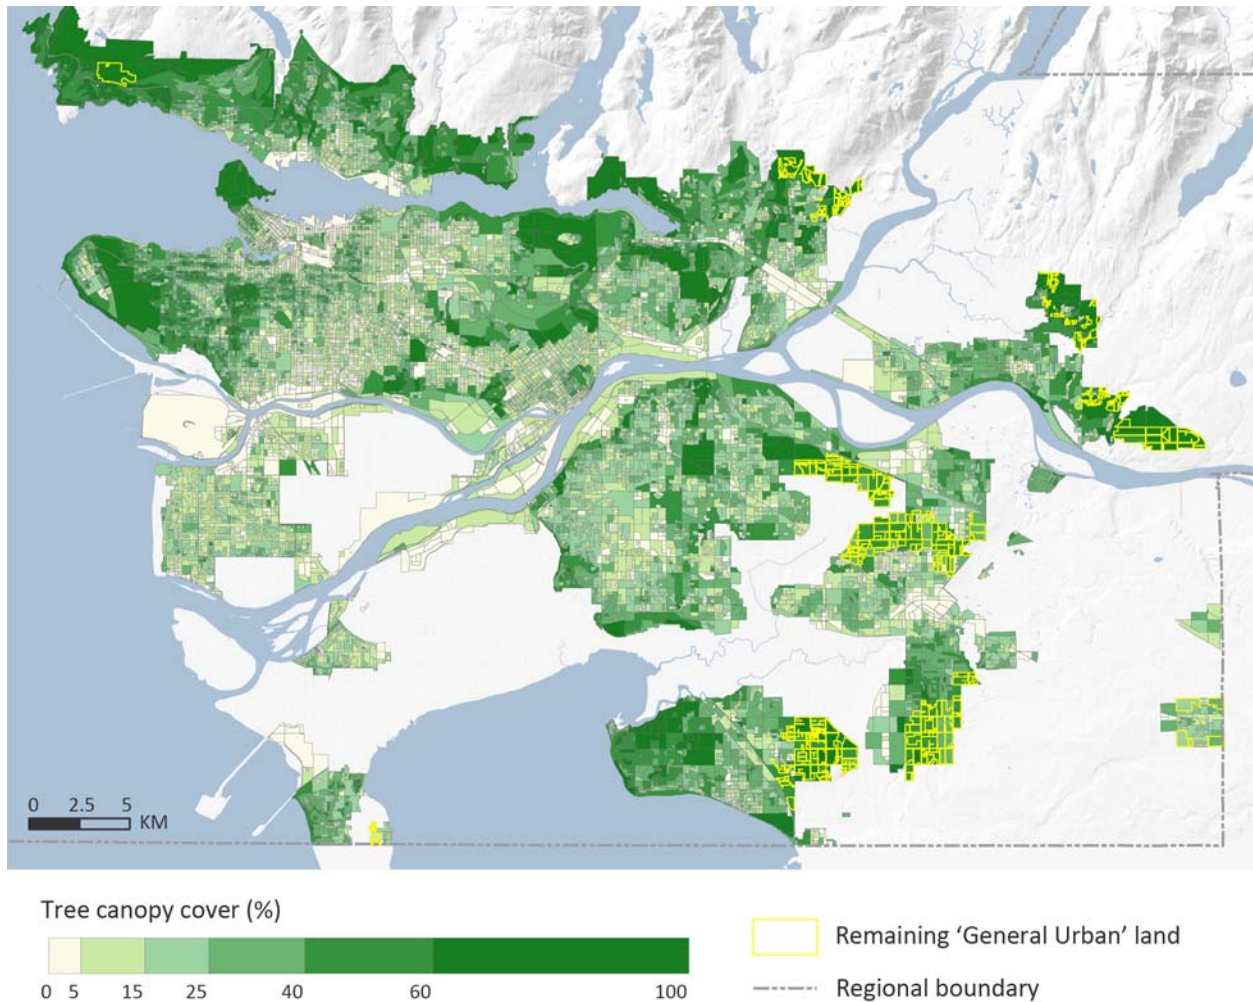 0 2.5 5
KM
Tree canopy cover (%)
0 5 15 25 40 60 100
Remaining ‘General Urban’ land
Regional boundary